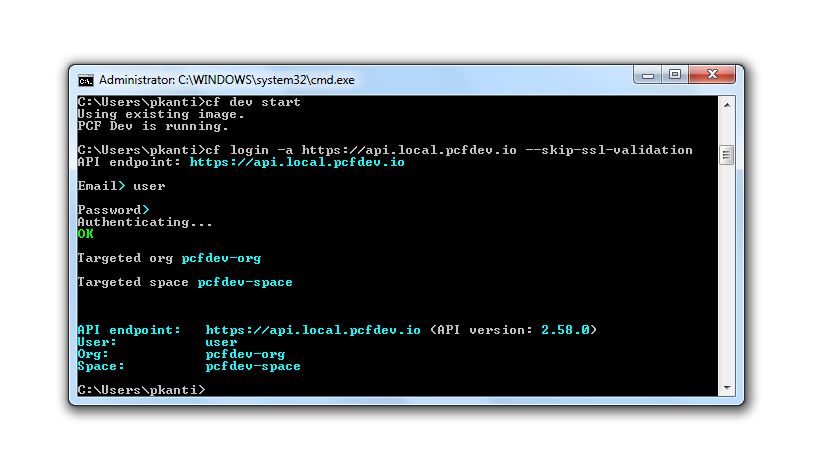 Administrator: C:\WINDOWS\system32\cmd.exe
C:\Users\pkanti>cf dev start
Using existing image.
PCF Dev is running.
C:\Users\pkanti>cf login -a https://api.local.pcfdev.io --skip-ssl-validation
API endpoint: https://api.local.pcfdev.io
Email> user
Password>
Authenticating...
OK
Targeted org pcfdev-org
Targeted space pcfdev-space
API endpoint:   https://api.local.pcfdev.io (API version: 2.58.0)
User:           user
Org:            pcfdev-org
Space:          pcfdev-space
C:\Users\pkanti>